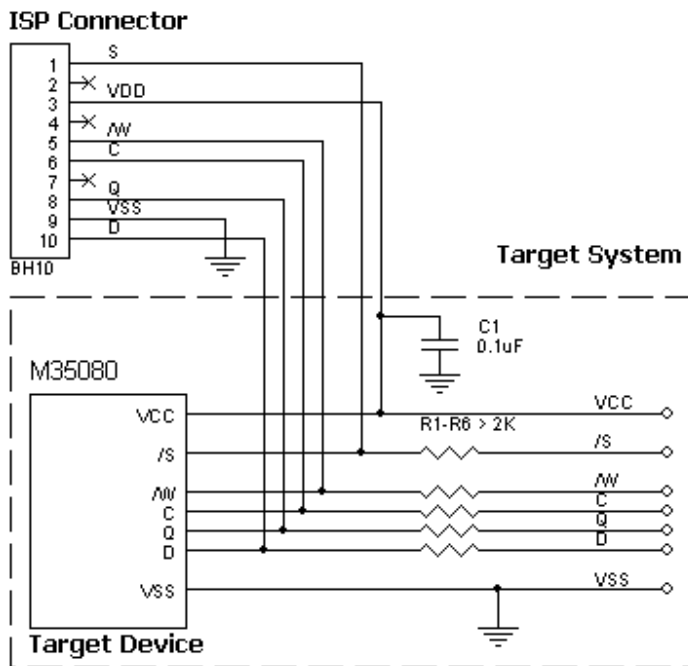 ISP Connector
S
1
2
VDD
3
4
/W
5
C
6
7
Q
8
VSS
9
D
10
BH10
Target System
C1
0.1uF
M35080
VCC
VCC
R1-R6 > 2K
/S
/S
/W
/W
C
C
Q
Q
D
D
VSS
VSS
Target Device